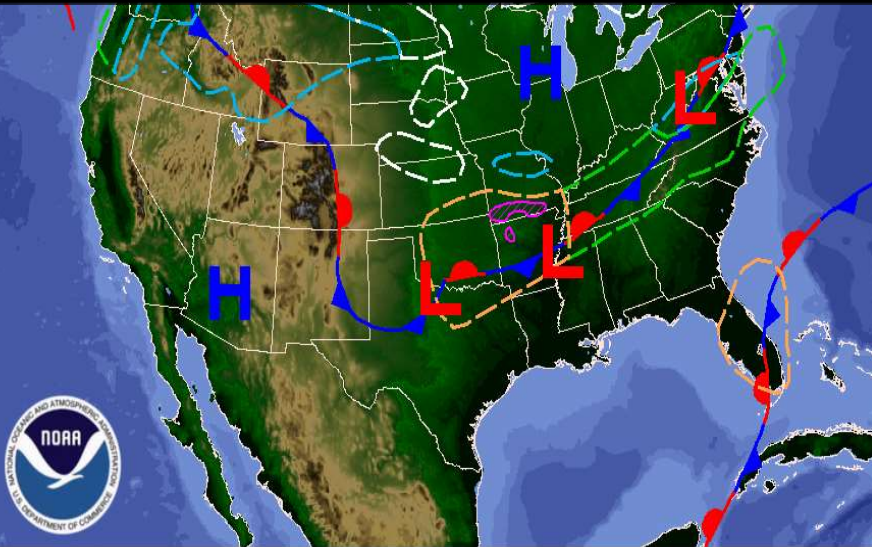 H
L
H
L
L
NATIONAL OCEANIC AND ATMOSPHERIC ADMINISTRATION
NOAA
U.S. DEPARTMENT OF COMMERCE